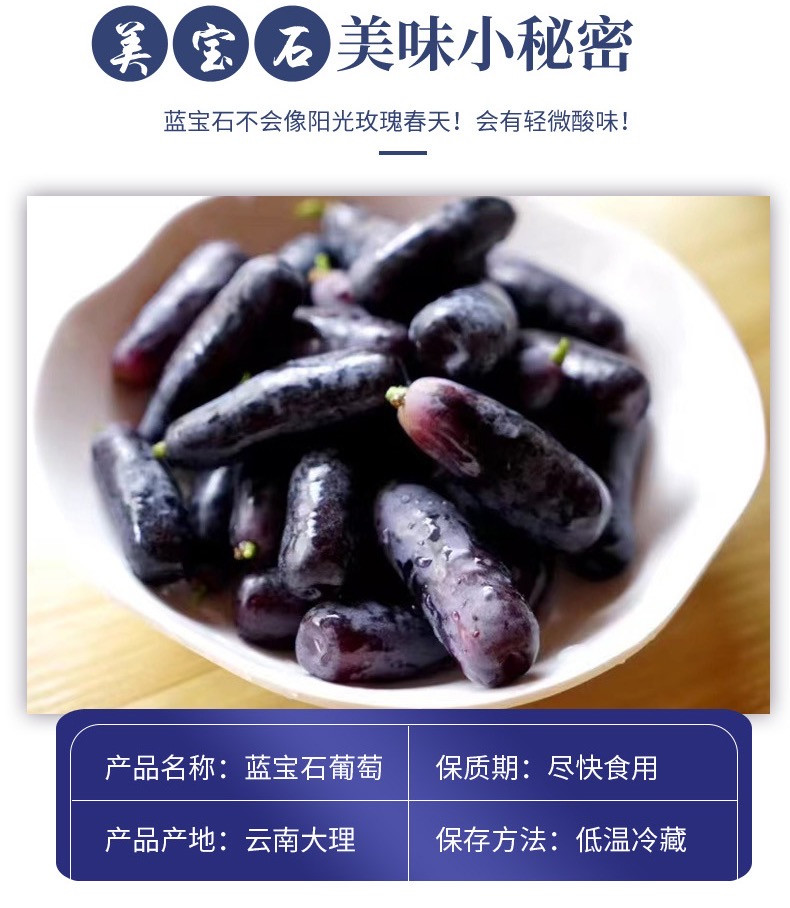 美宝石美味小秘密
蓝宝石不会像阳光玫瑰春天！会有轻微酸味！
产品名称：蓝宝石葡萄
保质期：尽快食用
产品产地：云南大理
保存方法：低温冷藏